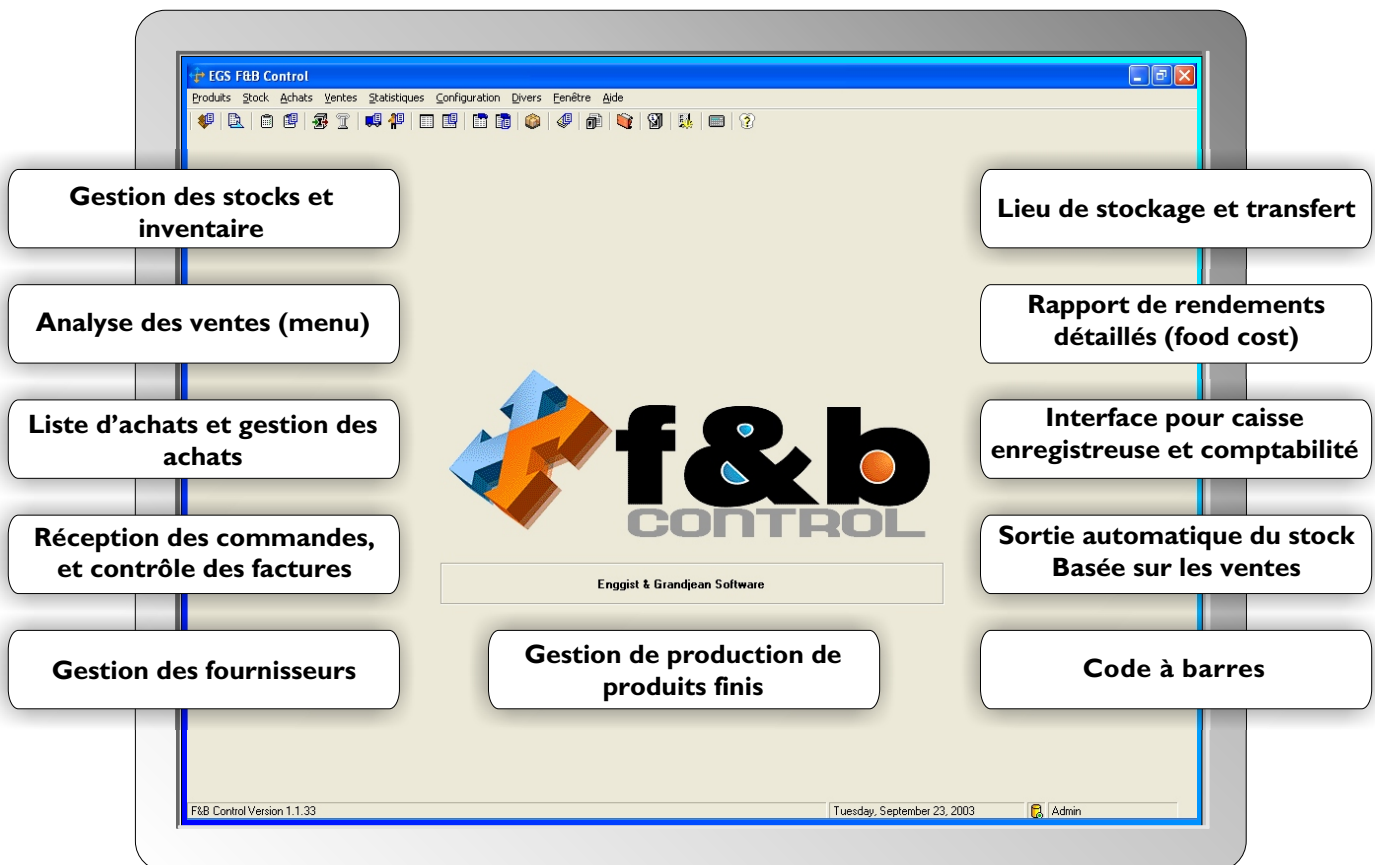 EGS F&B Control
Produits Stock Achats Ventes Statistiques Configuration Divers Fenêtre Aide
Gestion des stocks et
inventaire
Analyse des ventes (menu)
Liste d’achats et gestion des
achats
Réception des commandes,
et contrôle des factures
Gestion des fournisseurs
f&b
CONTROL
Enggist & Grandjean Software
Gestion de production de
produits finis
Lieu de stockage et transfert
Rapport de rendements
détaillés (food cost)
Interface pour caisse
enregistreuse et comptabilité
Sortie automatique du stock
Basée sur les ventes
Code à barres
F&B Control Version 1.1.33
Tuesday, September 23, 2003
Admin